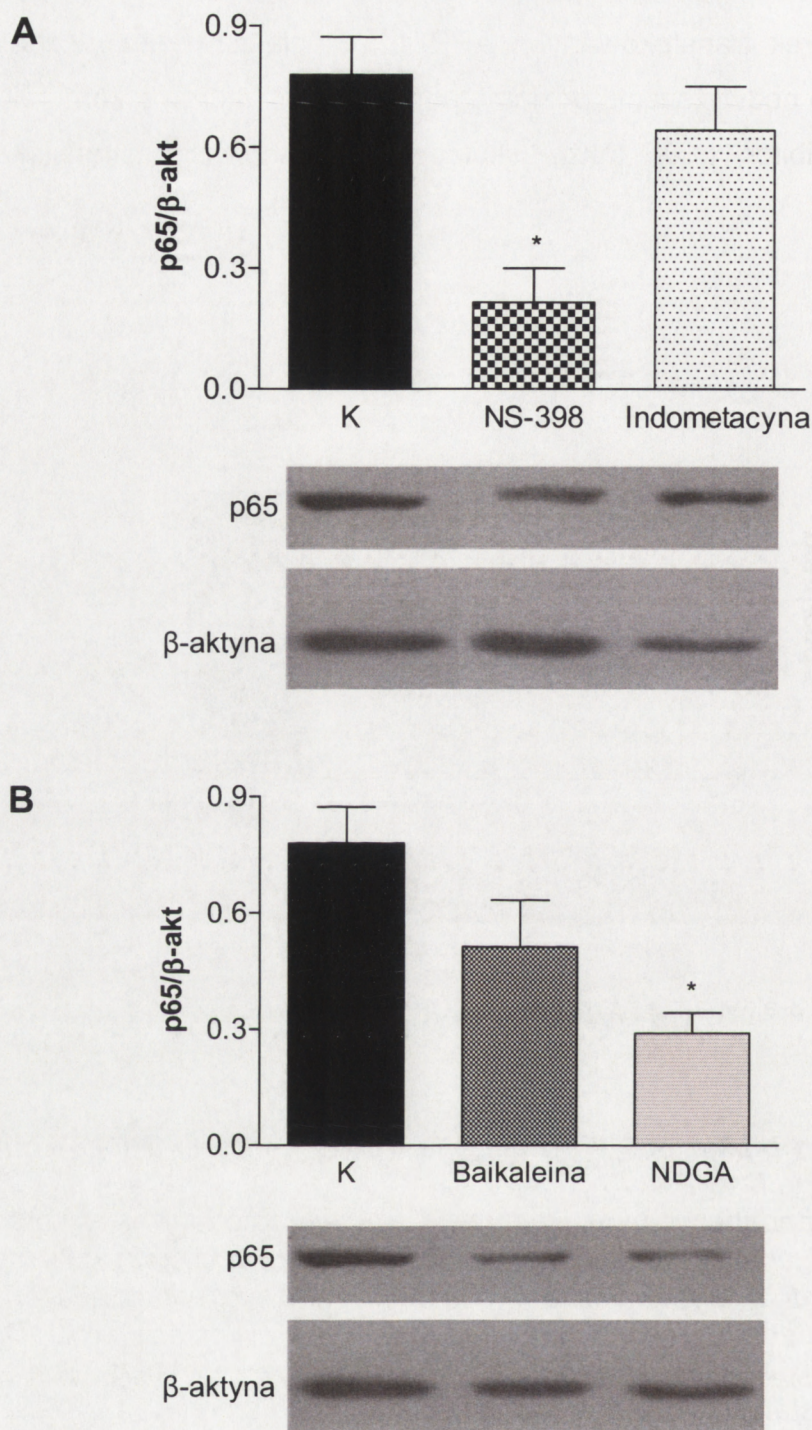 A
p65/β-akt
0.9
0.6
0.3
0.0
*
K NS-398 Indometacyna
p65
β-aktyna
B
p65/β-akt
0.9
0.6
0.3
0.0
*
K Baikaleina NDGA
p65
β-aktyna